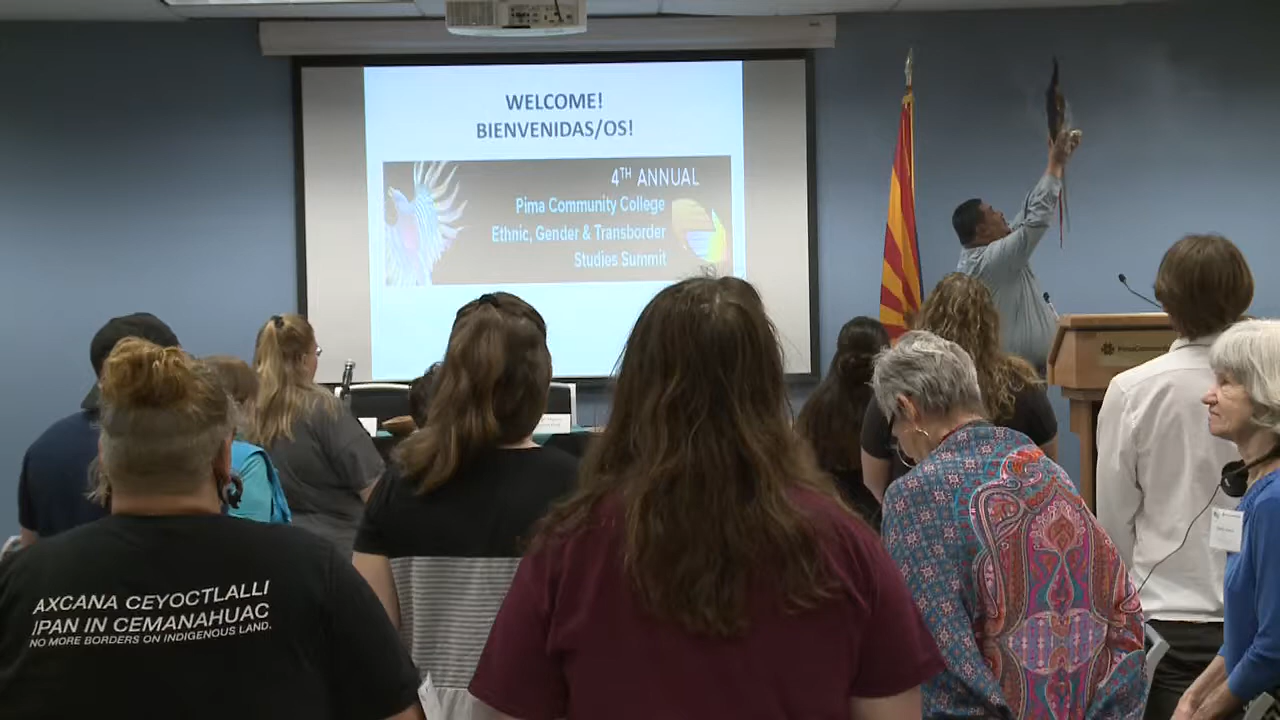 WELCOME!
BIENVENIDAS/OS!
4TH ANNUAL
Pima Community College
Ethnic, Gender & Transborder
Studies Summit
AXCANA CEYOCTLALLI
IPAN IN CEMANAHUAC
NO MORE BORDERS ON INDIGENOUS LAND.